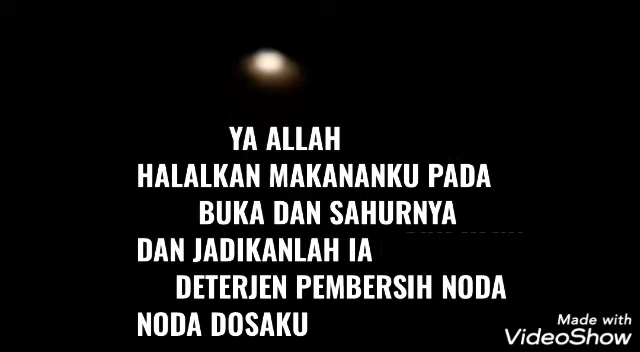 YA ALLAH
HALALKAN MAKANANKU PADA
BUKA DAN SAHURNYA
DAN JADIKANLAH IA
DETERJEN PEMBERSIH NODA
NODA DOSAKU
Made with
VideoShow